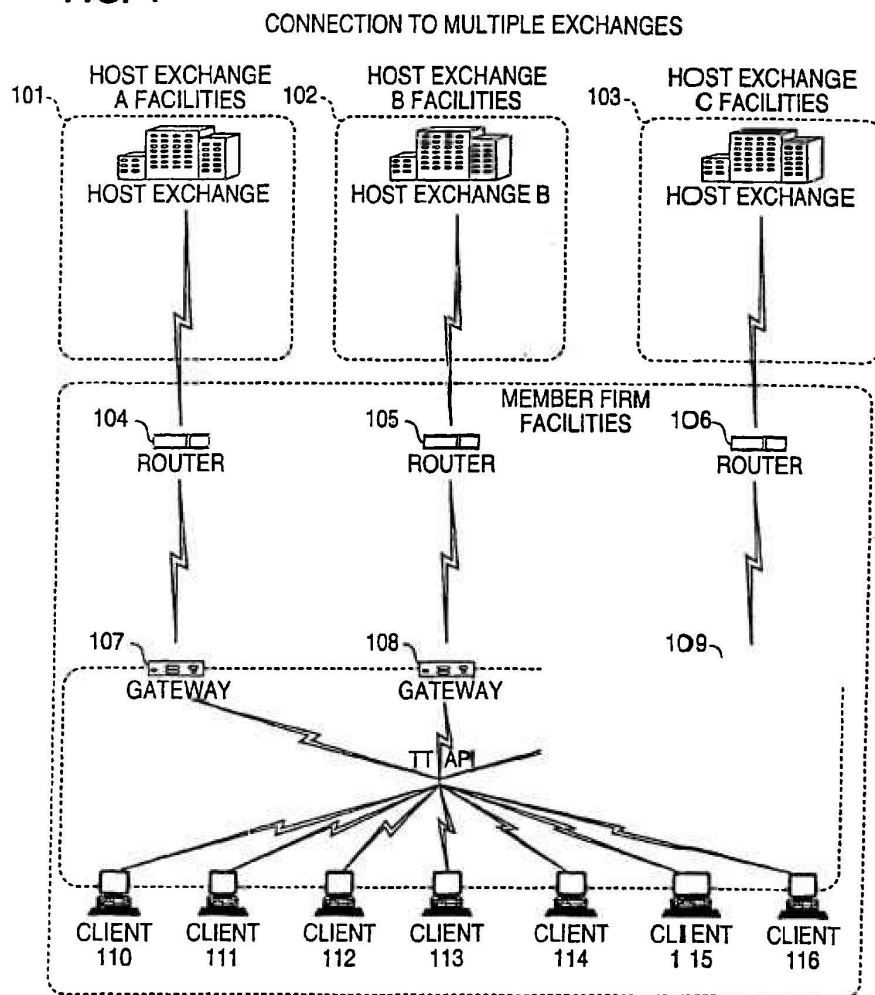 CONNECTION TO MULTIPLE EXCHANGES
HOST EXCHANGE
A FACILITIES
HOST EXCHANGE
B FACILITIES
HOST EXCHANGE
C FACILITIES
101
102
103
HOST EXCHANGE
HOST EXCHANGE B
HOST EXCHANGE
MEMBER FIRM
FACILITIES
104
105
106
ROUTER
ROUTER
ROUTER
107
108
109
GATEWAY
GATEWAY
TT API
CLIENT
110
CLIENT
111
CLIENT
112
CLIENT
113
CLIENT
114
CLIENT
115
CLIENT
116